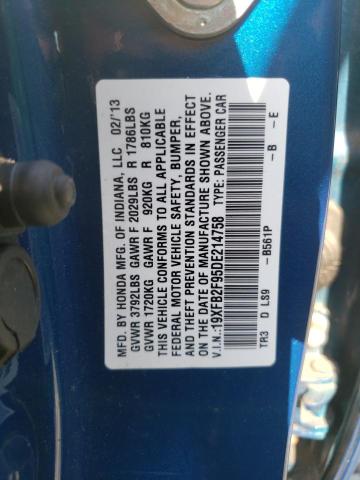 MFD. BY HONDA MFG. OF INDIANA, LLC 02/'13
GVWR 3792LBS GAWR F 2029LBS R 1786LBS
GVWR 1720KG GAWR F 920KG R 810KG
THIS VEHICLE CONFORMS TO ALL APPLICABLE
FEDERAL MOTOR VEHICLE SAFETY, BUMPER,
AND THEFT PREVENTION STANDARDS IN EFFECT
ON THE DATE OF MANUFACTURE SHOWN ABOVE.
V.I.N.:19XFB2F95DE214758 TYPE: PASSENGER CAR
TR3 D LS9 -B561P -B -E